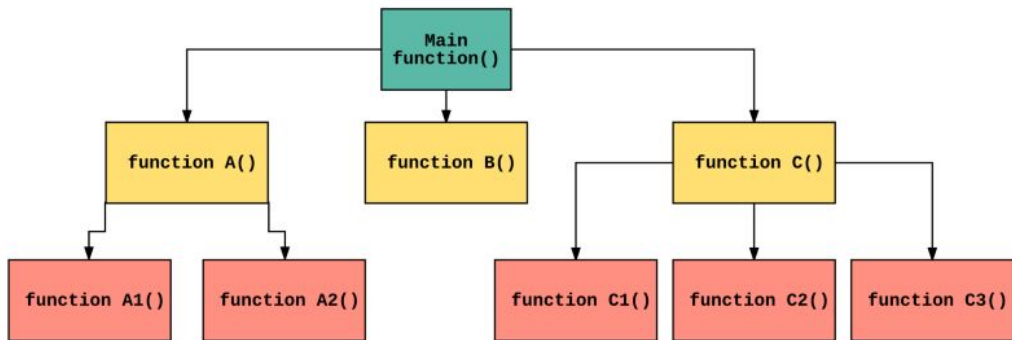 Main
function()
function A()
function B()
function C()
function A1()
function A2()
function C1()
function C2()
function C3()